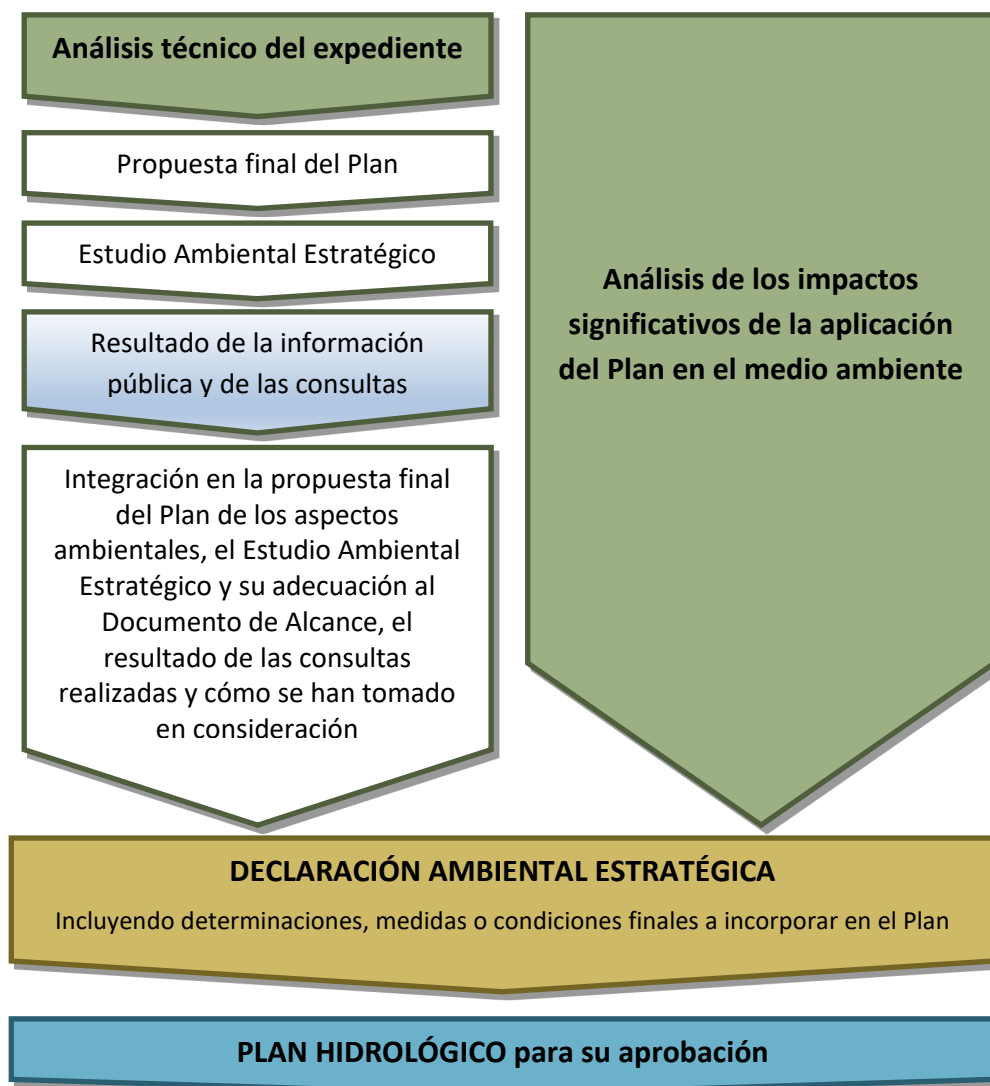 Análisis técnico del expediente
Propuesta final del Plan
Estudio Ambiental Estratégico
Resultado de la información
pública y de las consultas
Integración en la propuesta final
del Plan de los aspectos
ambientales, el Estudio Ambiental
Estratégico y su adecuación al
Documento de Alcance, el
resultado de las consultas
realizadas y cómo se han tomado
en consideración
Análisis de los impactos
significativos de la aplicación
del Plan en el medio ambiente
DECLARACIÓN AMBIENTAL ESTRATÉGICA
Incluyendo determinaciones, medidas o condiciones finales a incorporar en el Plan
PLAN HIDROLÓGICO para su aprobación